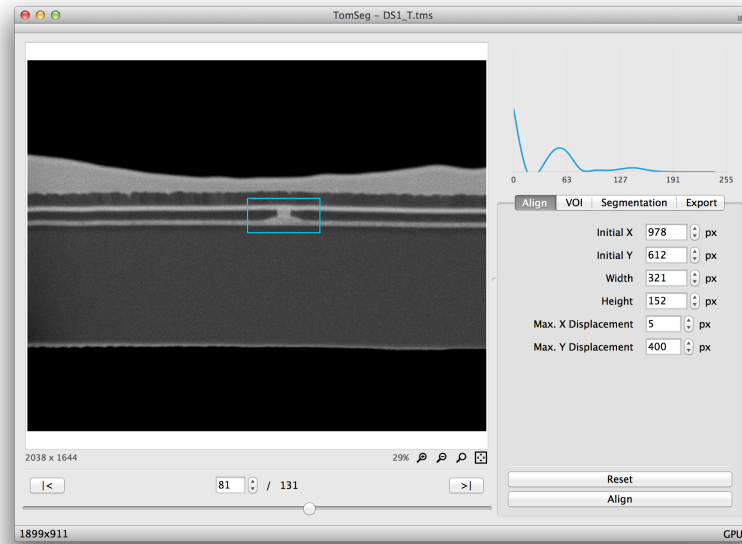 TomSeg – DS1_T.tms
0 63 127 191 255
Align VOI Segmentation Export
Initial X 978 px
Initial Y 612 px
Width 321 px
Height 152 px
Max. X Displacement 5 px
Max. Y Displacement 400 px
2038 x 1644 29%
|< 81 / 131 >|
Reset
Align
1899x911 GPU